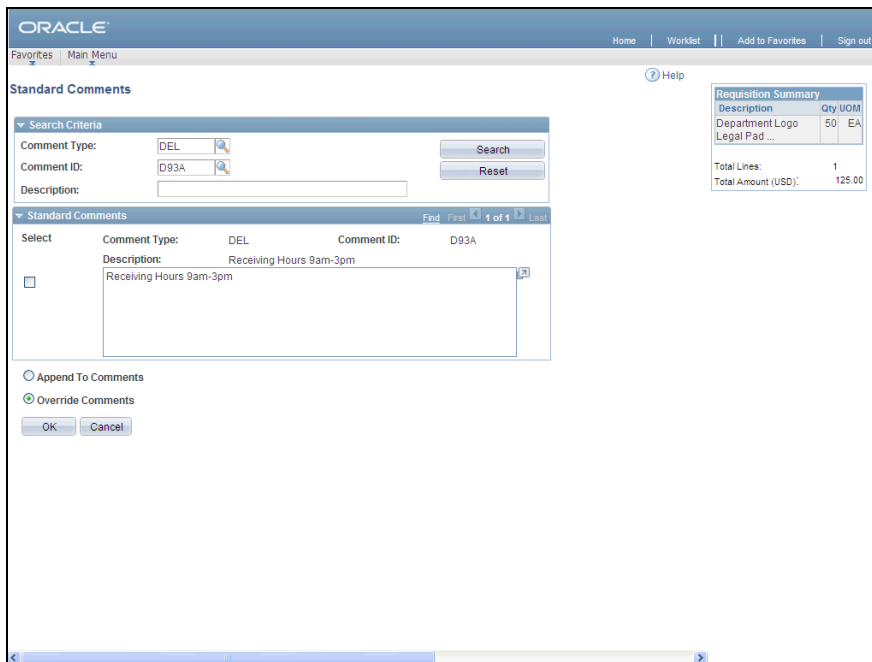 ORACLE
Home | Worklist | | Add to Favorites | Sign out
Favorites | Main Menu
? Help
Standard Comments
Search Criteria
Comment Type: DEL
Search
Comment ID: D93A
Reset
Description:
Standard Comments Find First 1 of 1 Last
Select Comment Type: DEL Comment ID: D93A
Description: Receiving Hours 9am-3pm
Receiving Hours 9am-3pm
Append To Comments
Override Comments
OK Cancel
Requisition Summary
Description Qty UOM
Department Logo 50 EA
Legal Pad ...
Total Lines: 1
Total Amount (USD): 125.00